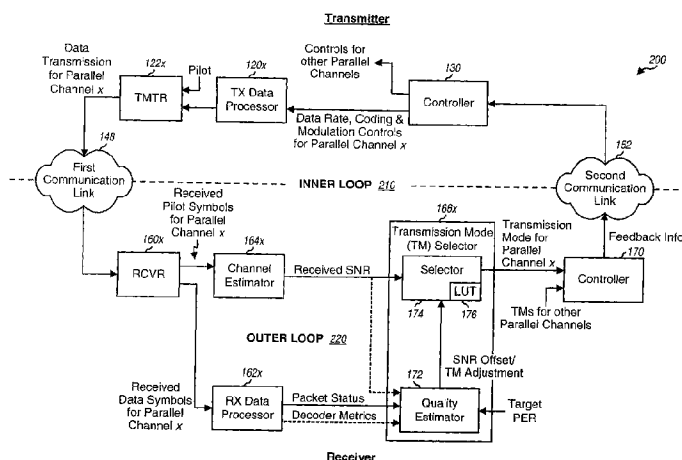 Transmitter
200
Data
Transmission
for Parallel
Channel x
122x
TMTR
Pilot
120x
TX Data
Processor
Controls for
other Parallel
Channels
130
Controller
Data Rate, Coding &
Modulation Controls
for Parallel Channel x
148
First
Communication
Link
INNER LOOP 210
152
Second
Communication
Link
Received
Pilot Symbols
for Parallel
Channel x
160x
RCVR
164x
Channel
Estimator
Received SNR
166x
Transmission Mode
(TM) Selector
Selector
LUT
174
176
Transmission
Mode for
Parallel
Channel x
Feedback Info
170
Controller
TMs for other
Parallel Channels
OUTER LOOP 220
SNR Offset/
TM Adjustment
Received
Data Symbols
for Parallel
Channel x
162x
RX Data
Processor
Packet Status
Decoder Metrics
172
Quality
Estimator
Target
PER
Receiver